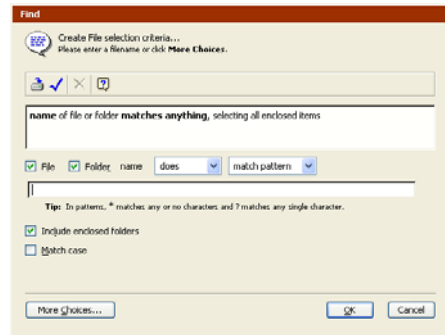 Find
Create File selection criteria...
Please enter a filename or click More Choices.
name of file or folder matches anything, selecting all enclosed items
File Folder name does match pattern
Tip: In patterns, * matches any or no characters and ? matches any single character.
Include enclosed folders
Match case
More Choices... OK Cancel